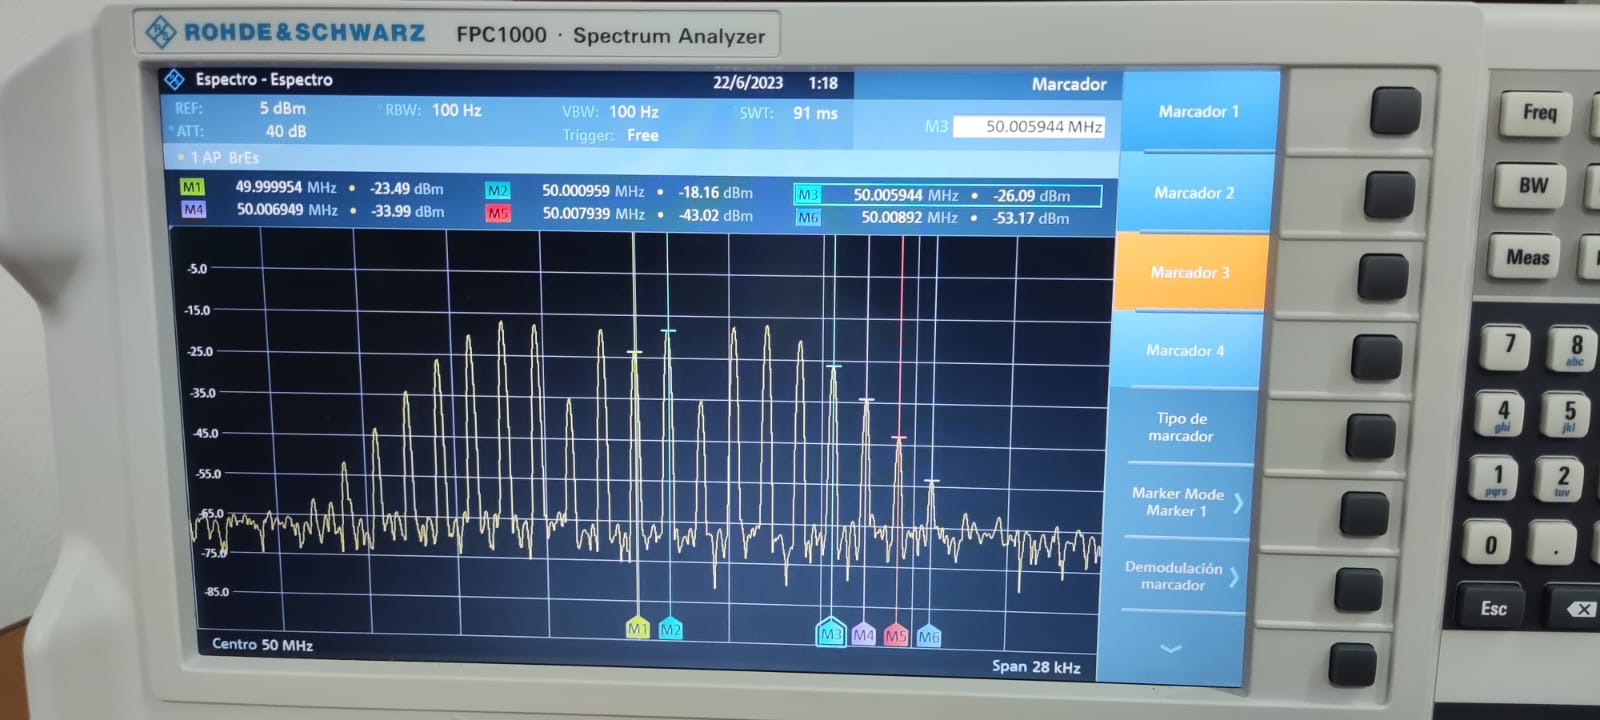 ROHDE&SCHWARZ FPC1000 · Spectrum Analyzer
Espectro - Espectro 22/6/2023 1:18 Marcador
REF: 5 dBm RBW: 100 Hz VBW: 100 Hz SWT: 91 ms
ATT: 40 dB Trigger: Free M3 50.005944 MHz
1 AP BrEs
M1 49.999954 MHz • -23.49 dBm M2 50.000959 MHz • -18.16 dBm M3 50.005944 MHz • -26.09 dBm
M4 50.006949 MHz • -33.99 dBm M5 50.007939 MHz • -43.02 dBm M6 50.00892 MHz • -53.17 dBm
-5.0
-15.0
-25.0
-35.0
-45.0
-55.0
-65.0
-75.0
-85.0
M1 M2 M3 M4 M5 M6
Centro 50 MHz Span 28 kHz
Marcador 1
Marcador 2
Marcador 3
Marcador 4
Tipo de
marcador
Marker Mode
Marker 1
Demodulación
marcador
Freq
BW
Meas
7 8
abc
4 5
ghi jkl
1 2
pqrs tuv
0 .
Esc